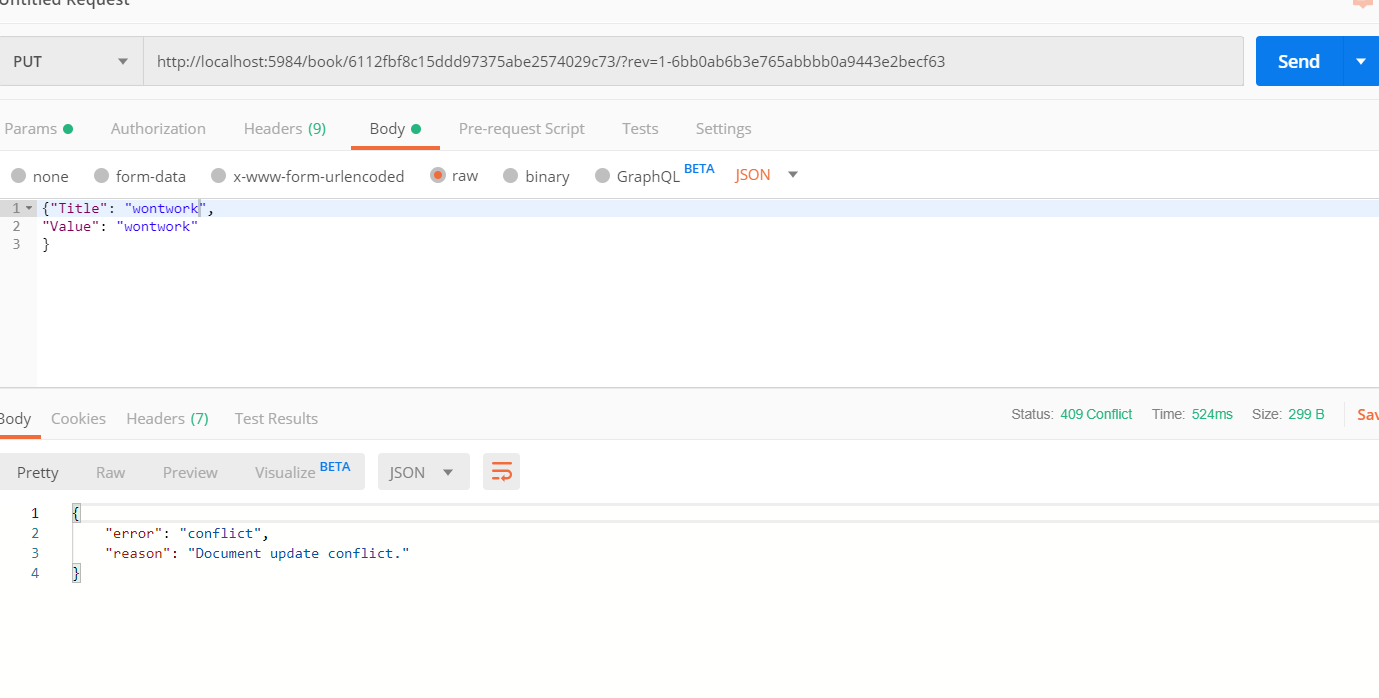 Untitled Request
PUT http://localhost:5984/book/6112fbf8c15ddd97375abe2574029c73/?rev=1-6bb0ab6b3e765abbbb0a9443e2becf63 Send
Params Authorization Headers (9) Body Pre-request Script Tests Settings
none form-data x-www-form-urlencoded raw binary GraphQL BETA JSON
1 {"Title": "wontwork",
2 "Value": "wontwork"
3 }
Body Cookies Headers (7) Test Results Status: 409 Conflict Time: 524ms Size: 299 B Sav
Pretty Raw Preview Visualize BETA JSON
1 {
2 "error": "conflict",
3 "reason": "Document update conflict."
4 }